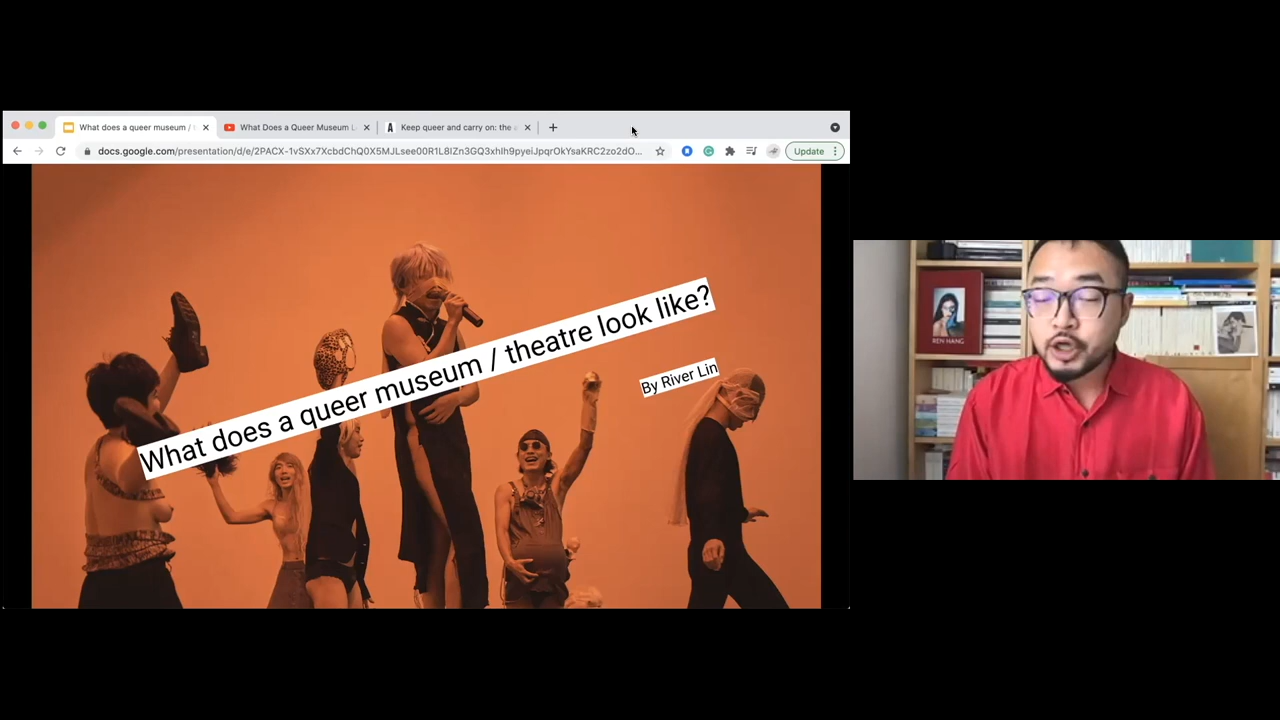 What does a queer museum /
What Does a Queer Museum L
Keep queer and carry on: the
docs.google.com/presentation/d/e/2PACX-1vSXx7XcbdChQ0X5MJLsee00R1L8IZn3GQ3xhIh9pyeiJpqrOkYsaKRC2zo2dO...
Update
What does a queer museum / theatre look like?
By River Lin
REN HANG